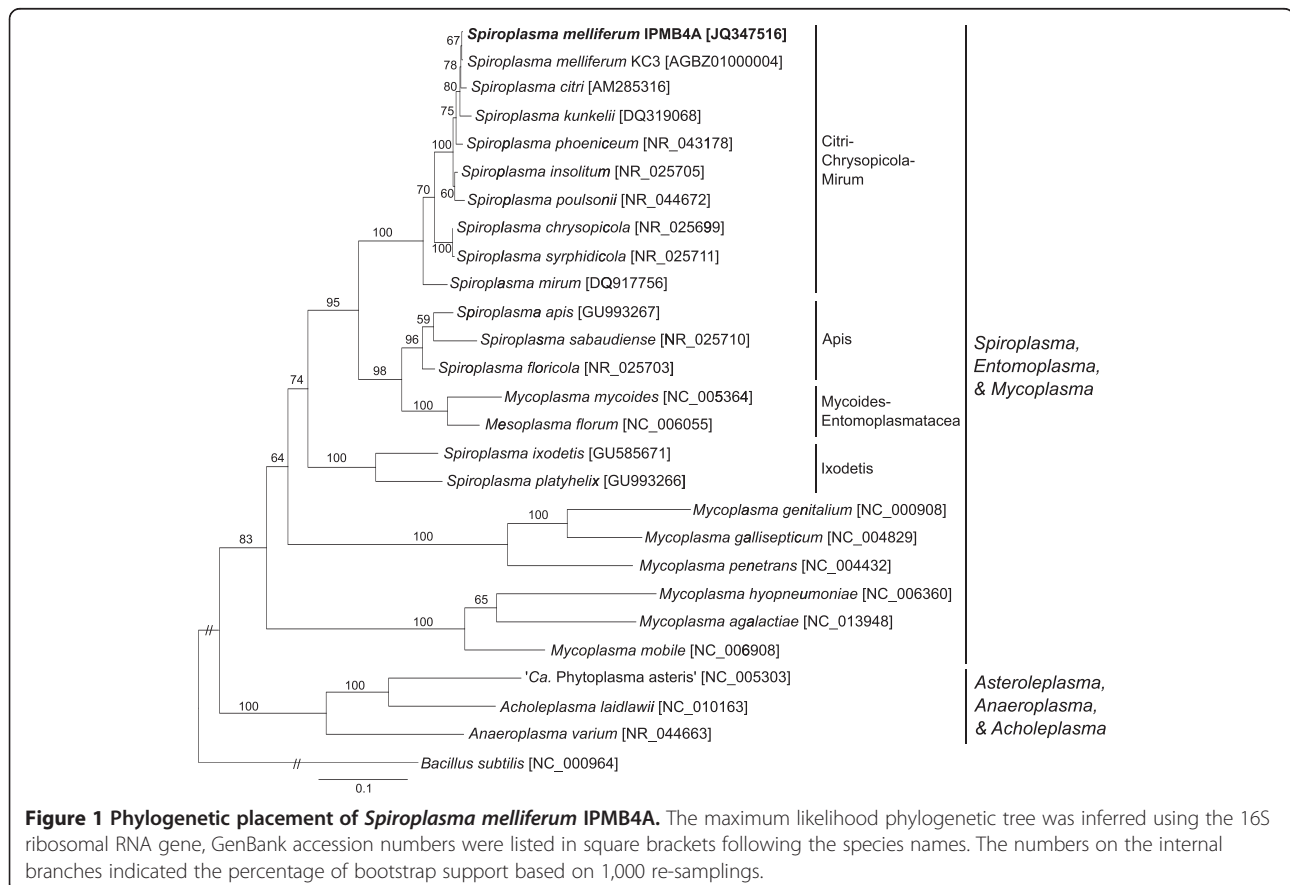 Spiroplasma melliferum IPMB4A [JQ347516]
67
Spiroplasma melliferum KC3 [AGBZ01000004]
78
Spiroplasma citri [AM285316]
80
Spiroplasma kunkelii [DQ319068]
75
Spiroplasma phoeniceum [NR_043178]
100
Spiroplasma insolitum [NR_025705]
Spiroplasma poulsonii [NR_044672]
60
70
Spiroplasma chrysopicola [NR_025699]
100
Spiroplasma syrphidicola [NR_025711]
100
Spiroplasma mirum [DQ917756]
Citri-
Chrysopicola-
Mirum
95
Spiroplasma apis [GU993267]
59
Spiroplasma sabaudiense [NR_025710]
96
Spiroplasma floricola [NR_025703]
Apis
98
74
Mycoplasma mycoides [NC_005364]
100
Mesoplasma florum [NC_006055]
Mycoides-
Entomoplasmatacea
64
100
Spiroplasma ixodetis [GU585671]
Spiroplasma platyhelix [GU993266]
Ixodetis
Mycoplasma genitalium [NC_000908]
100
Mycoplasma gallisepticum [NC_004829]
100
Mycoplasma penetrans [NC_004432]
83
Mycoplasma hyopneumoniae [NC_006360]
65
Mycoplasma agalactiae [NC_013948]
100
Mycoplasma mobile [NC_006908]
Spiroplasma,
Entomoplasma,
& Mycoplasma
//
'Ca. Phytoplasma asteris' [NC_005303]
100
Acholeplasma laidlawii [NC_010163]
100
Anaeroplasma varium [NR_044663]
Asteroleplasma,
Anaeroplasma,
& Acholeplasma
//
Bacillus subtilis [NC_000964]
0.1
Figure 1 Phylogenetic placement of Spiroplasma melliferum IPMB4A. The maximum likelihood phylogenetic tree was inferred using the 16S
ribosomal RNA gene, GenBank accession numbers were listed in square brackets following the species names. The numbers on the internal
branches indicated the percentage of bootstrap support based on 1,000 re-samplings.